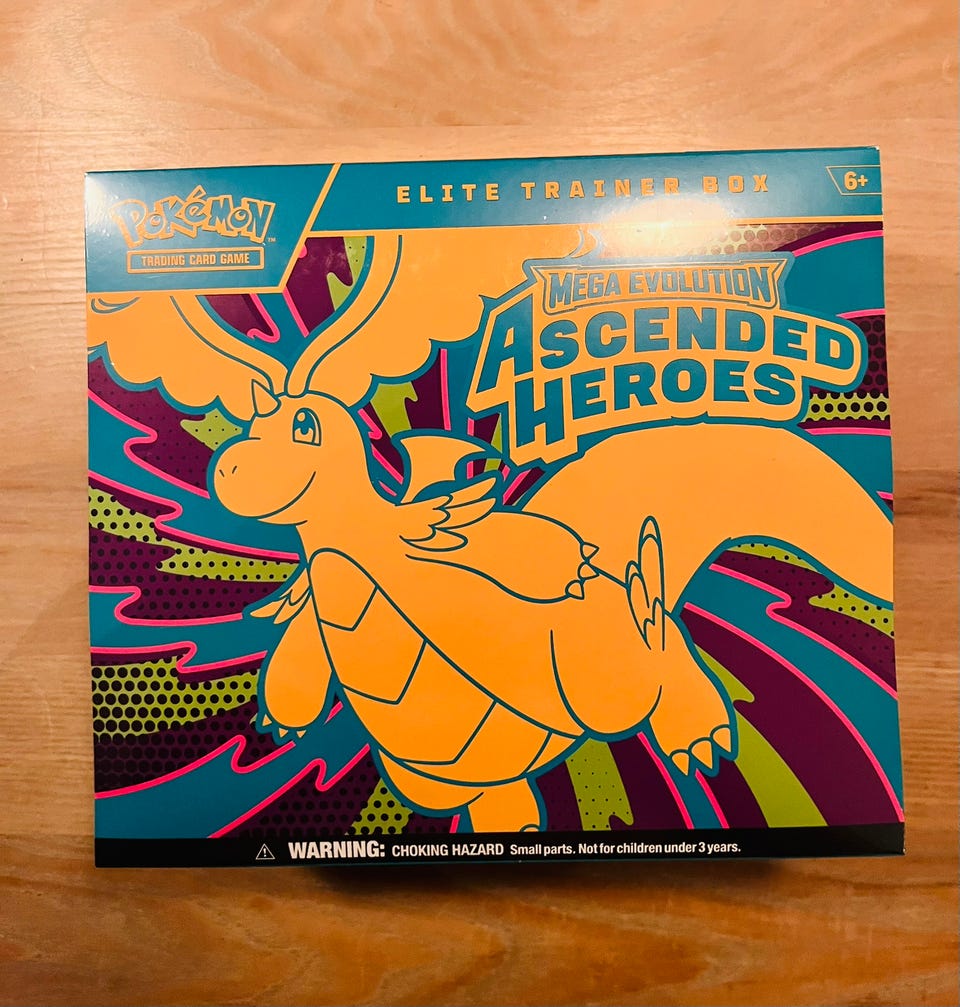 POKéMON™
TRADING CARD GAME
ELITE TRAINER BOX
6+
MEGA EVOLUTION
ASCENDED
HEROES
WARNING: CHOKING HAZARD Small parts. Not for children under 3 years.